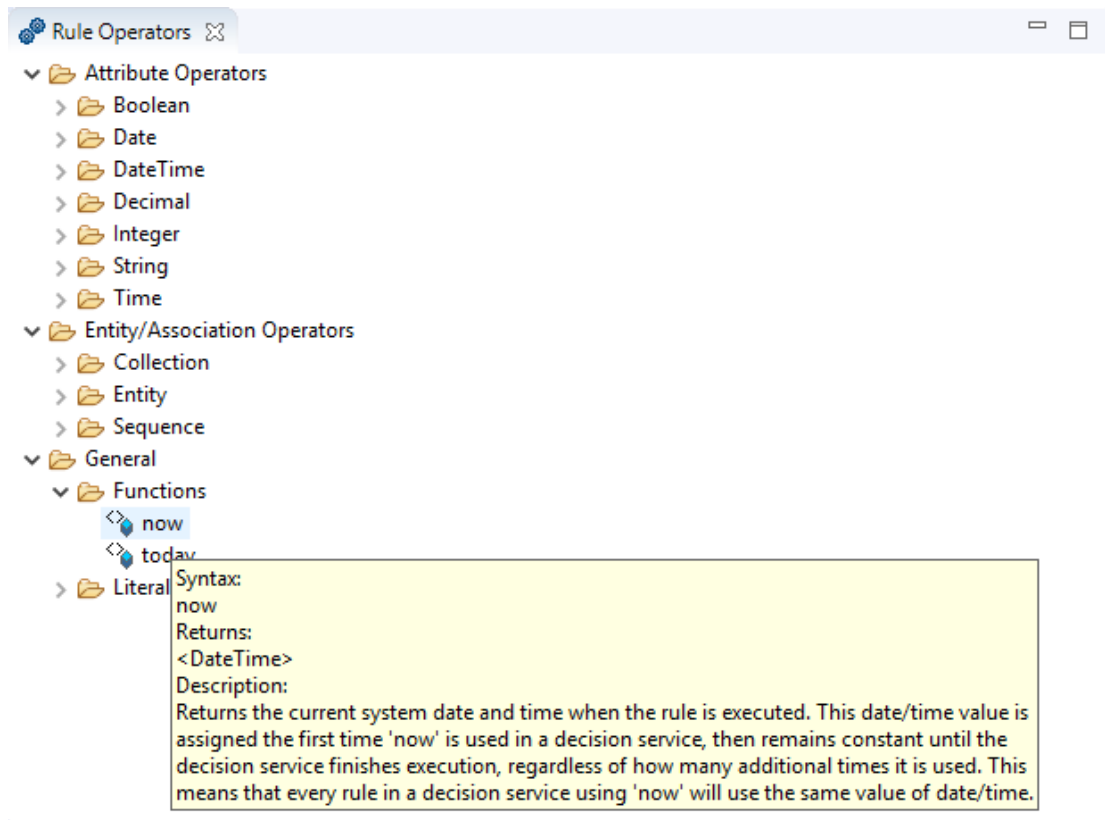 Rule Operators
Attribute Operators
Boolean
Date
DateTime
Decimal
Integer
String
Time
Entity/Association Operators
Collection
Entity
Sequence
General
Functions
now
today
Literal
Syntax:
now
Returns:
<DateTime>
Description:
Returns the current system date and time when the rule is executed. This date/time value is
assigned the first time 'now' is used in a decision service, then remains constant until the
decision service finishes execution, regardless of how many additional times it is used. This
means that every rule in a decision service using 'now' will use the same value of date/time.